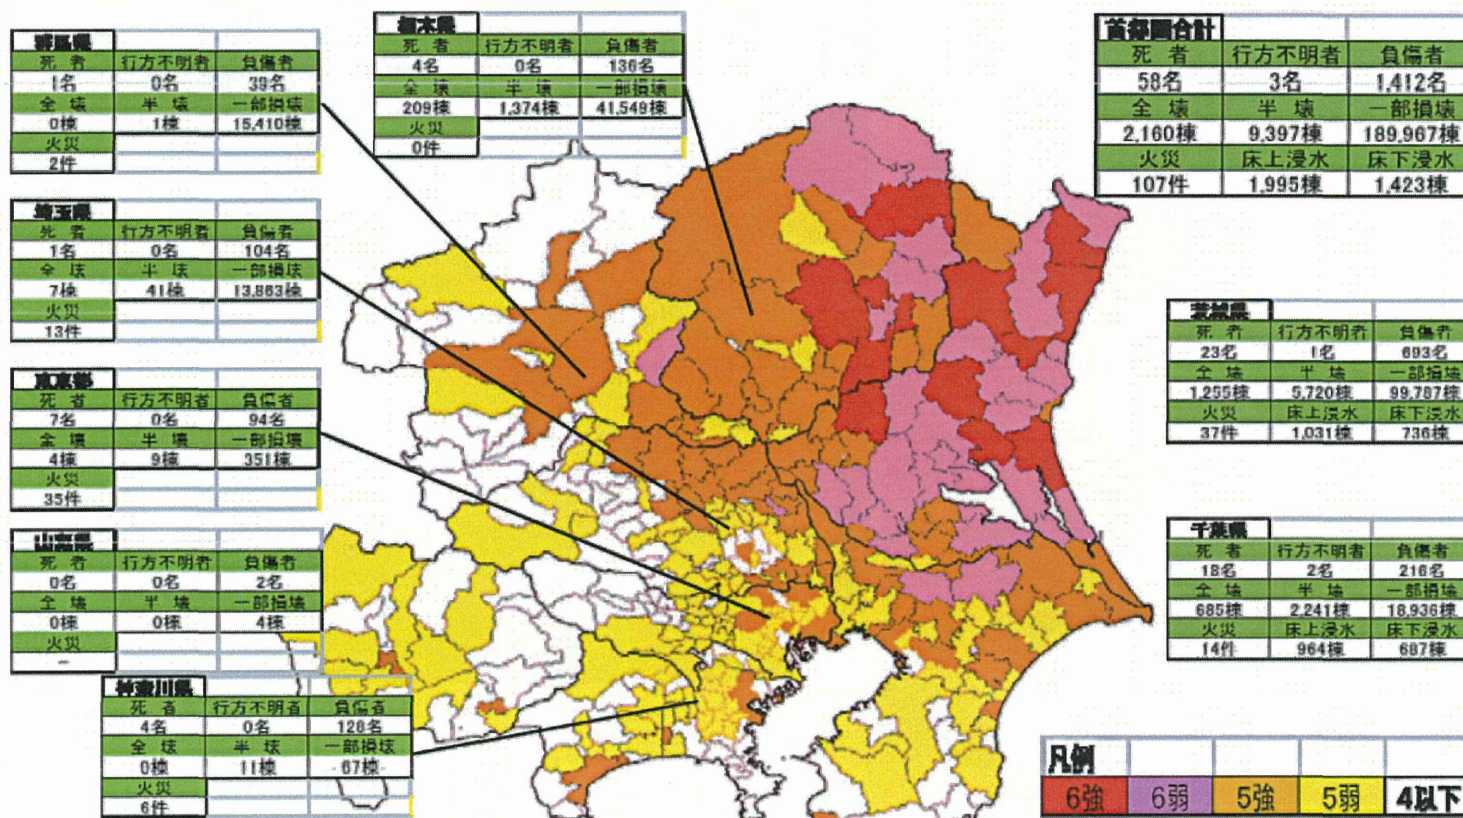 群馬県
死者 行方不明者 負傷者
1名 0名 39名
全壊 半壊 一部損壊
0棟 1棟 15,410棟
火災
2件
栃木県
死者 行方不明者 負傷者
4名 0名 136名
全壊 半壊 一部損壊
209棟 1,374棟 41,549棟
火災
0件
首都圏合計
死者 行方不明者 負傷者
58名 3名 1,412名
全壊 半壊 一部損壊
2,160棟 9,397棟 189,967棟
火災 床上浸水 床下浸水
107件 1,995棟 1,423棟
埼玉県
死者 行方不明者 負傷者
1名 0名 104名
全壊 半壊 一部損壊
7棟 41棟 13,863棟
火災
13件
茨城県
死者 行方不明者 負傷者
23名 1名 693名
全壊 半壊 一部損壊
1,255棟 5,720棟 99,787棟
火災 床上浸水 床下浸水
37件 1,031棟 736棟
東京都
死者 行方不明者 負傷者
7名 0名 94名
全壊 半壊 一部損壊
4棟 9棟 351棟
火災
35件
千葉県
死者 行方不明者 負傷者
18名 2名 216名
全壊 半壊 一部損壊
685棟 2,241棟 18,936棟
火災 床上浸水 床下浸水
14件 964棟 687棟
山梨県
死者 行方不明者 負傷者
0名 0名 2名
全壊 半壊 一部損壊
0棟 0棟 4棟
火災
-
神奈川県
死者 行方不明者 負傷者
4名 0名 128名
全壊 半壊 一部損壊
0棟 11棟 67棟
火災
6件
凡例
6強 6弱 5強 5弱 4以下